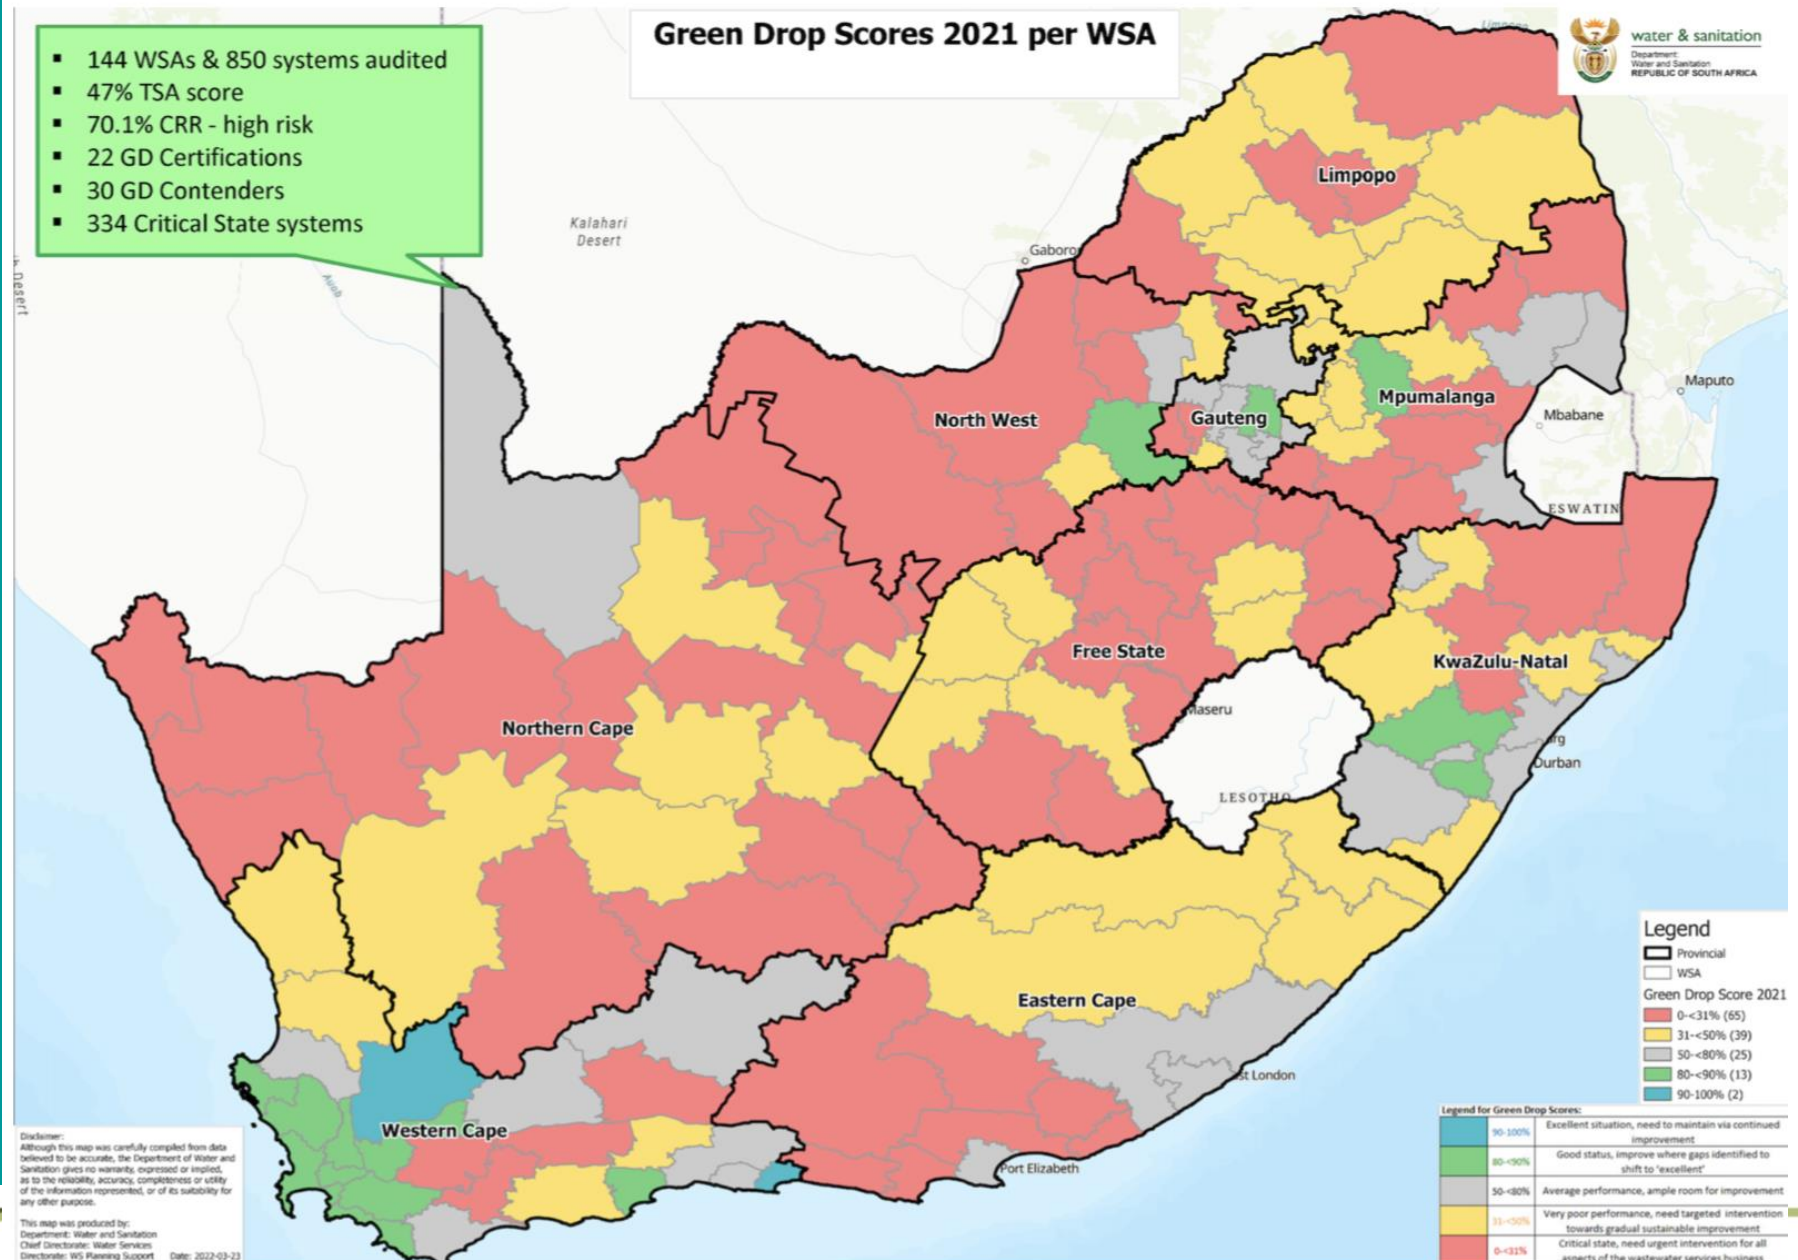 Green Drop Scores 2021 per WSA
water & sanitation
Department:
Water and Sanitation
REPUBLIC OF SOUTH AFRICA
▪ 144 WSAs & 850 systems audited
▪ 47% TSA score
▪ 70.1% CRR - high risk
▪ 22 GD Certifications
▪ 30 GD Contenders
▪ 334 Critical State systems
Kalahari
Desert
Desert
Auob
Limpopo
Gaboro
Limpopo
Maputo
Mbabane
Mpumalanga
North West
Gauteng
ESWATIN
Free State
KwaZulu-Natal
Maseru
Northern Cape
rg
Durban
LESOTHO
Eastern Cape
st London
Western Cape
Port Elizabeth
Legend
Provincial
WSA
Green Drop Score 2021
0-<31% (65)
31-<50% (39)
50-<80% (25)
80-<90% (13)
90-100% (2)
Legend for Green Drop Scores:
90-100% Excellent situation, need to maintain via continued
improvement
80-<90% Good status, improve where gaps identified to
shift to 'excellent'
50-<80% Average performance, ample room for improvement
31-<50% Very poor performance, need targeted intervention
towards gradual sustainable improvement
0-<31% Critical state, need urgent intervention for all
aspects of the wastewater services business
Disclaimer:
Although this map was carefully compiled from data
believed to be accurate, the Department of Water and
Sanitation gives no warranty, expressed or implied,
as to the reliability, accuracy, completeness or utility
of the information represented, or of its suitability for
any other purpose.
This map was produced by:
Department: Water and Sanitation
Chief Directorate: Water Services
Directorate: WS Planning Support Date: 2022-03-23